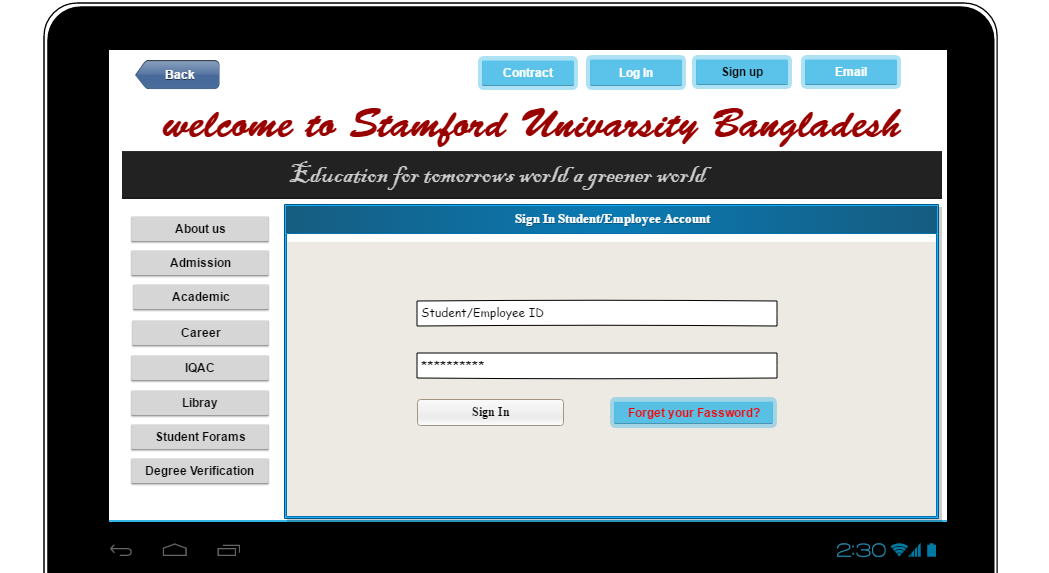 Back
Contract
Log In
Sign up
Email
welcome to Stamford Univarsity Bangladesh
Education for tomorrows world a greener world
About us
Admission
Academic
Career
IQAC
Libray
Student Forams
Degree Verification
Sign In Student/Employee Account
Student/Employee ID
**********
Sign In
Forget your Fassword?
2:30